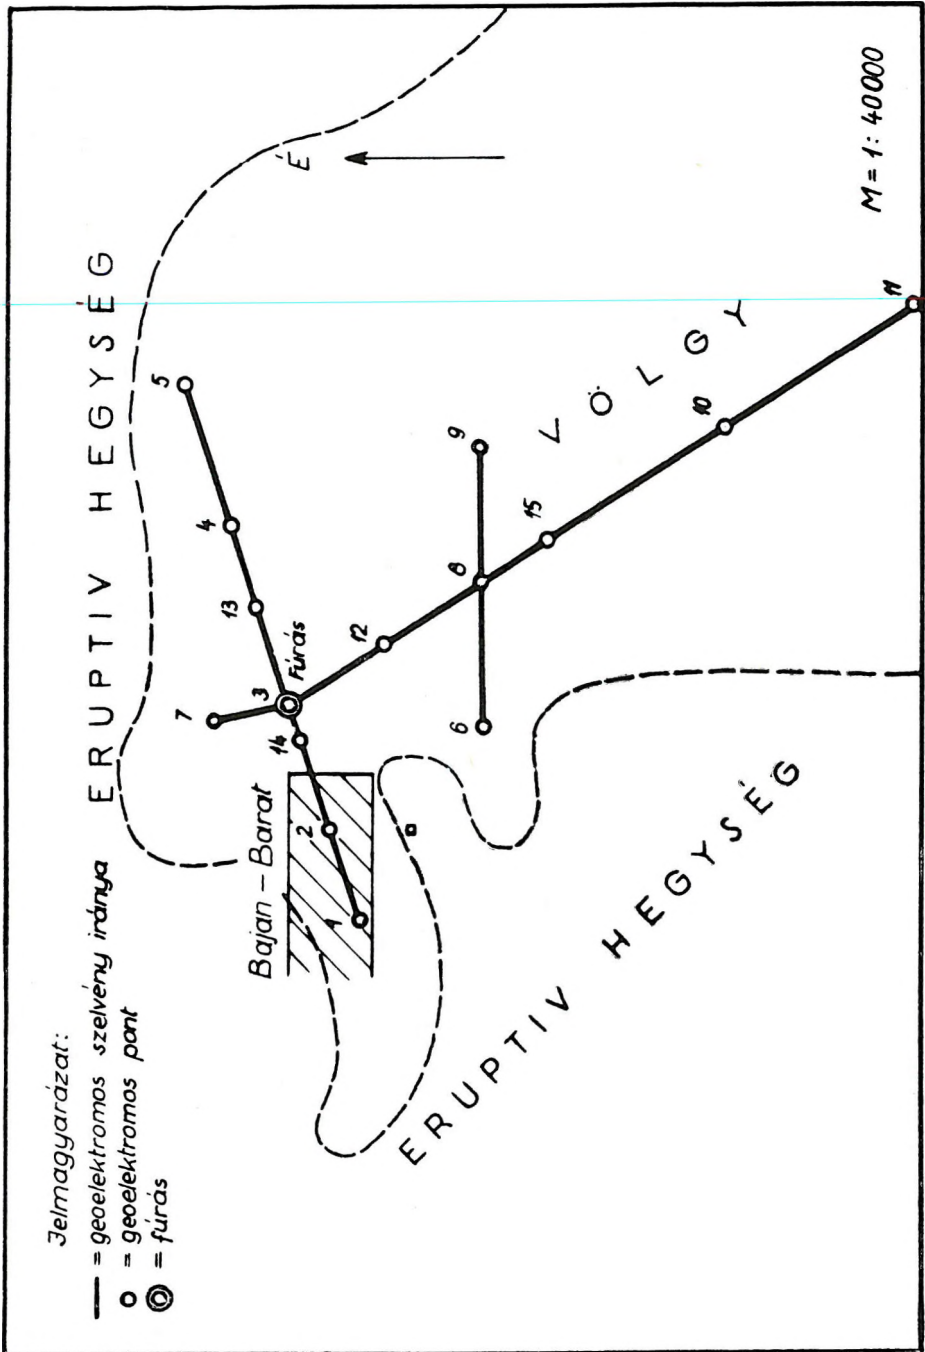 Jelmagyarázat:
— = geoelektromos szelvény iránya
○ = geoelektromos pont
◎ = fúrás
ERUPTIV HEGYSÉG
Bajan – Barat
É
1
2
14
3
Fúrás
7
13
4
5
12
6
8
9
15
10
11
VÖLGY
ERUPTIV HEGYSÉG
M = 1: 40000